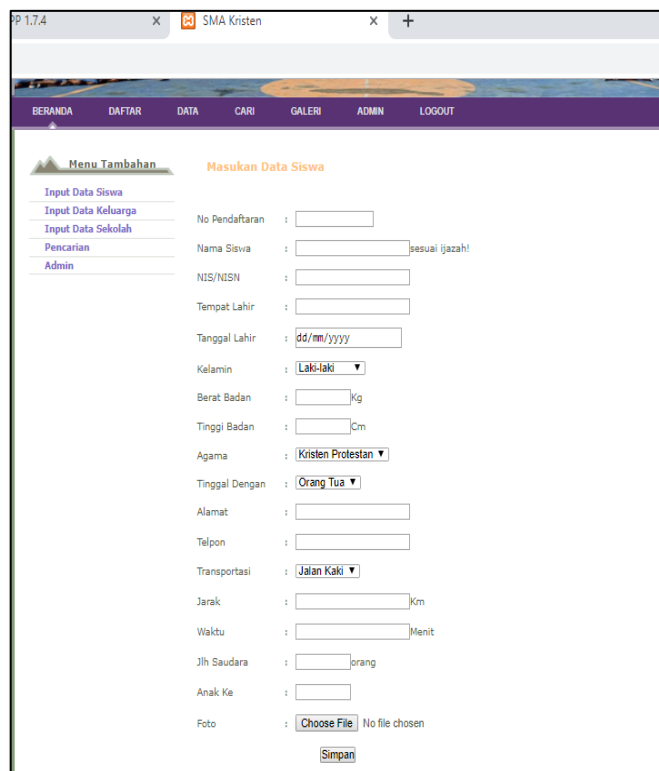 PP 1.7.4 × SMA Kristen × +
BERANDA DAFTAR DATA CARI GALERI ADMIN LOGOUT
Menu Tambahan
Input Data Siswa
Input Data Keluarga
Input Data Sekolah
Pencarian
Admin
Masukan Data Siswa
No Pendaftaran :
Nama Siswa : sesuai ijazah!
NIS/NISN :
Tempat Lahir :
Tanggal Lahir : dd/mm/yyyy
Kelamin : Laki-laki ▼
Berat Badan : Kg
Tinggi Badan : Cm
Agama : Kristen Protestan ▼
Tinggal Dengan : Orang Tua ▼
Alamat :
Telpon :
Transportasi : Jalan Kaki ▼
Jarak : Km
Waktu : Menit
Jlh Saudara : orang
Anak Ke :
Foto : Choose File No file chosen
Simpan